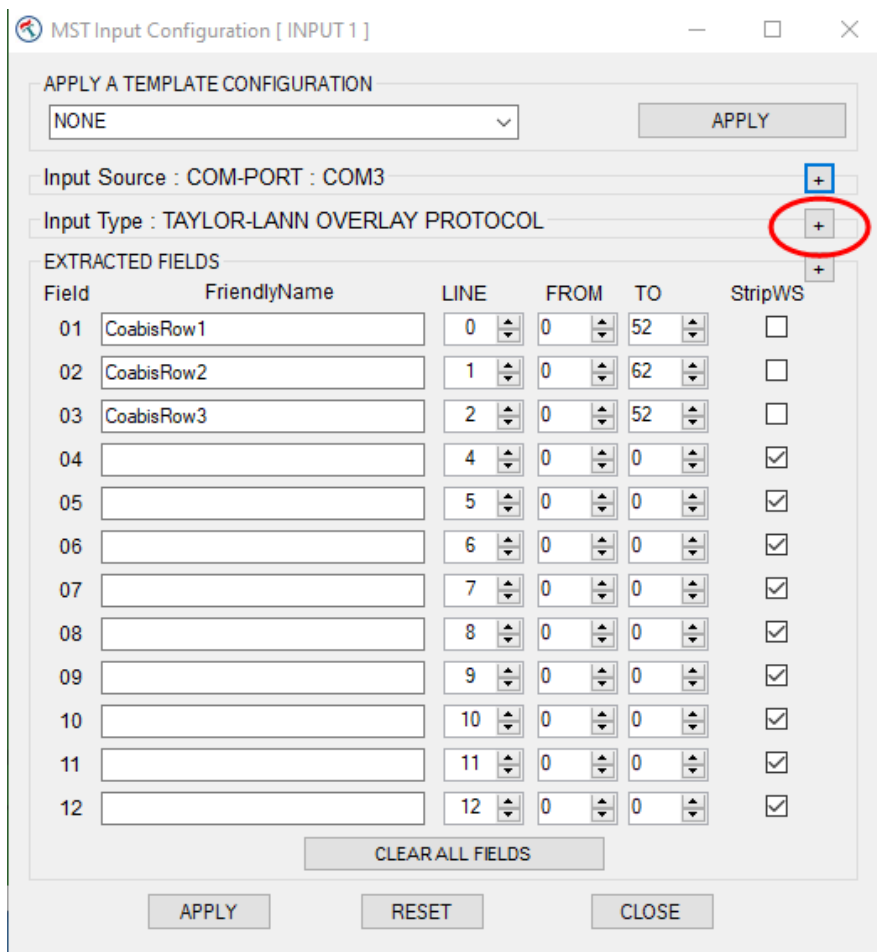 MST Input Configuration [ INPUT 1 ]
APPLY A TEMPLATE CONFIGURATION
NONE APPLY
Input Source : COM-PORT : COM3 +
Input Type : TAYLOR-LANN OVERLAY PROTOCOL +
EXTRACTED FIELDS +
Field FriendlyName LINE FROM TO StripWS
01 CoabisRow1 0 0 52
02 CoabisRow2 1 0 62
03 CoabisRow3 2 0 52
04 4 0 0
05 5 0 0
06 6 0 0
07 7 0 0
08 8 0 0
09 9 0 0
10 10 0 0
11 11 0 0
12 12 0 0
CLEAR ALL FIELDS
APPLY RESET CLOSE